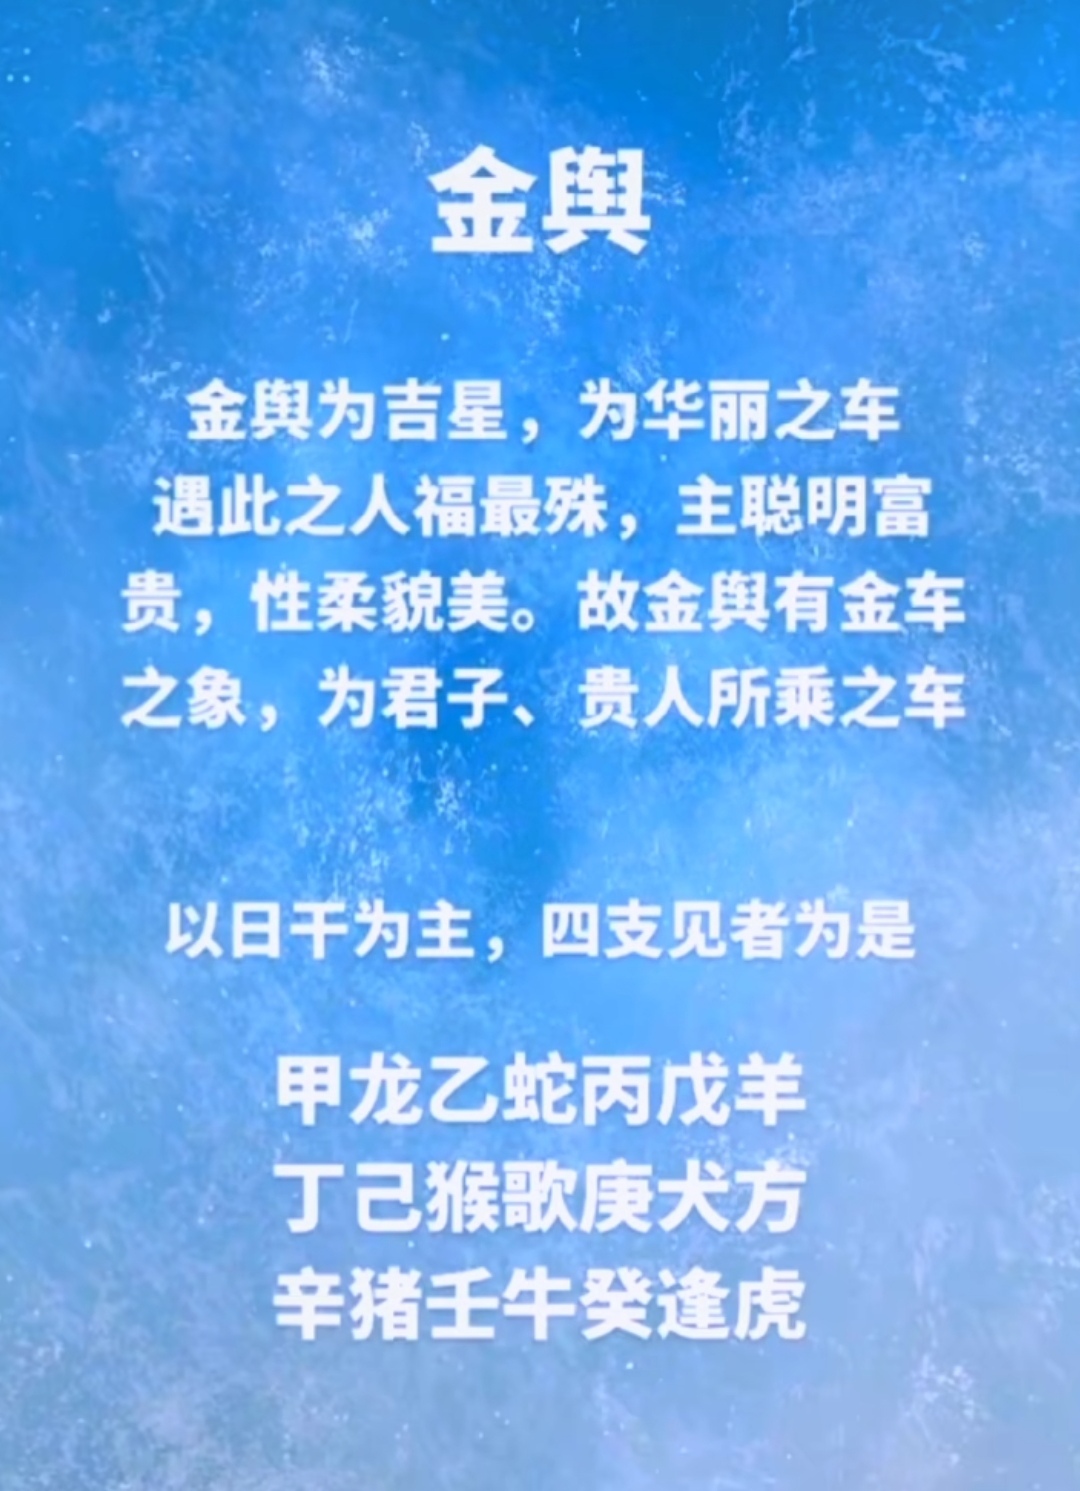 金舆
金舆为吉星，为华丽之车
遇此之人福最殊，主聪明富
贵，性柔貌美。故金舆有金车
之象，为君子、贵人所乘之车
以日干为主，四支见者为是
甲龙乙蛇丙戊羊
丁己猴歌庚犬方
辛猪壬牛癸逢虎